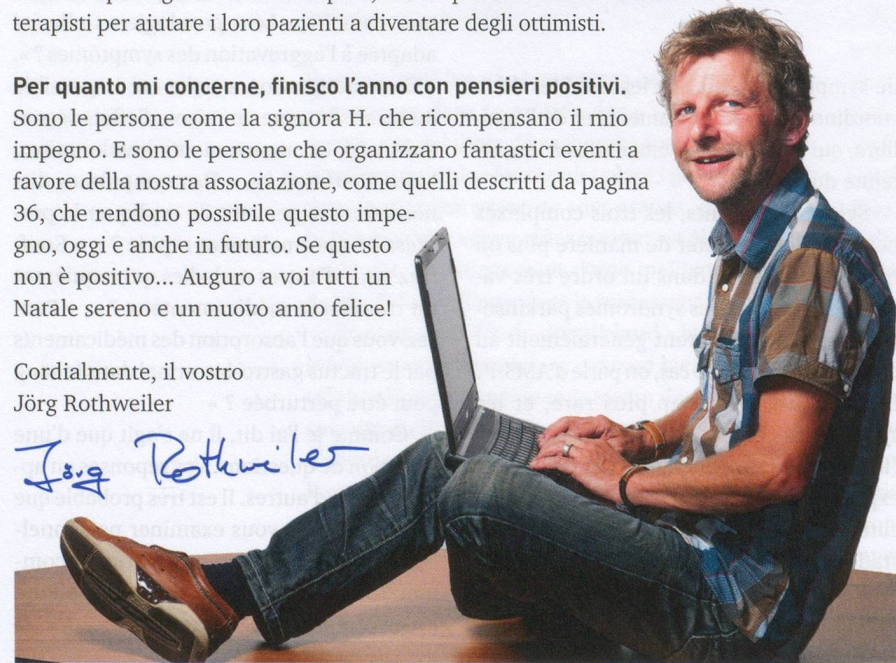 terapisti per aiutare i loro pazienti a diventare degli ottimisti.
Per quanto mi concerne, finisco l’anno con pensieri positivi.
Sono le persone come la signora H. che ricompensano il mio
impegno. E sono le persone che organizzano fantastici eventi a
favore della nostra associazione, come quelli descritti da pagina
36, che rendono possibile questo impe-
gno, oggi e anche in futuro. Se questo
non è positivo… Auguro a voi tutti un
Natale sereno e un nuovo anno felice!
Cordialmente, il vostro
Jörg Rothweiler
Jörg Rothweiler